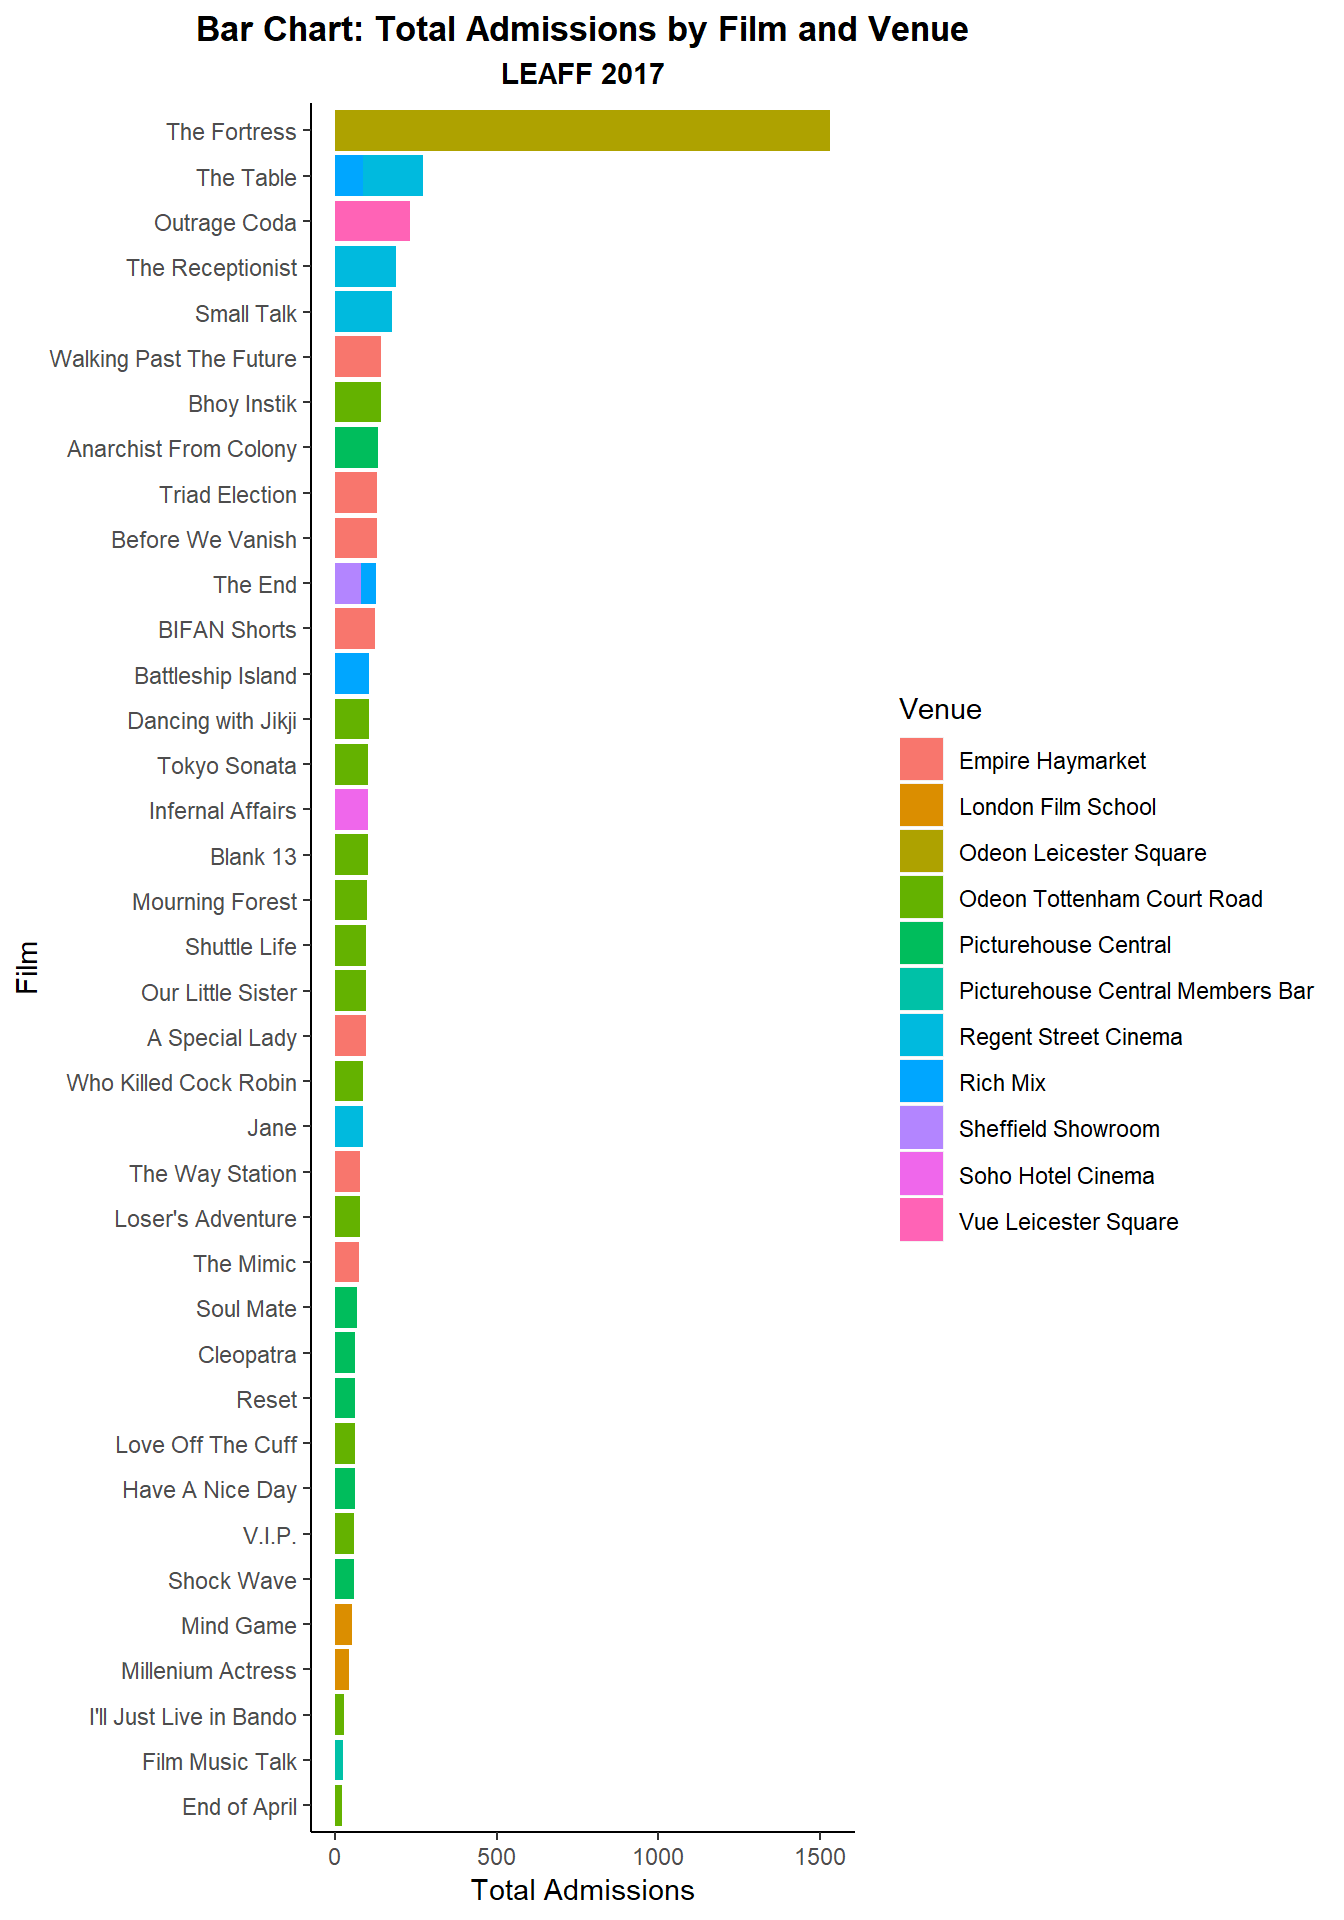 Bar Chart: Total Admissions by Film and Venue
LEAFF 2017
The Fortress
The Table
Outrage Coda
The Receptionist
Small Talk
Walking Past The Future
Bhoy Instik
Anarchist From Colony
Triad Election
Before We Vanish
The End
BIFAN Shorts
Battleship Island
Dancing with Jikji
Tokyo Sonata
Infernal Affairs
Blank 13
Mourning Forest
Shuttle Life
Our Little Sister
A Special Lady
Who Killed Cock Robin
Jane
The Way Station
Loser's Adventure
The Mimic
Soul Mate
Cleopatra
Reset
Love Off The Cuff
Have A Nice Day
V.I.P.
Shock Wave
Mind Game
Millenium Actress
I'll Just Live in Bando
Film Music Talk
End of April
Film
0 500 1000 1500
Total Admissions
Venue
Empire Haymarket
London Film School
Odeon Leicester Square
Odeon Tottenham Court Road
Picturehouse Central
Picturehouse Central Members Bar
Regent Street Cinema
Rich Mix
Sheffield Showroom
Soho Hotel Cinema
Vue Leicester Square